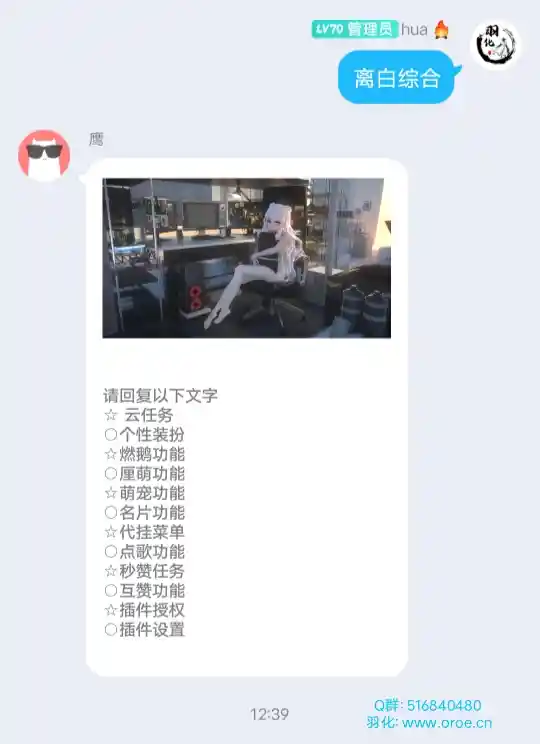 LV70 管理员 hua
羽化
离白综合
鹰
请回复以下文字
☆ 云任务
○个性装扮
☆燃鹅功能
○厘萌功能
☆萌宠功能
○名片功能
☆代挂菜单
○点歌功能
☆秒赞任务
○互赞功能
☆插件授权
○插件设置
12:39
Q群: 516840480
羽化: www.oroe.cn